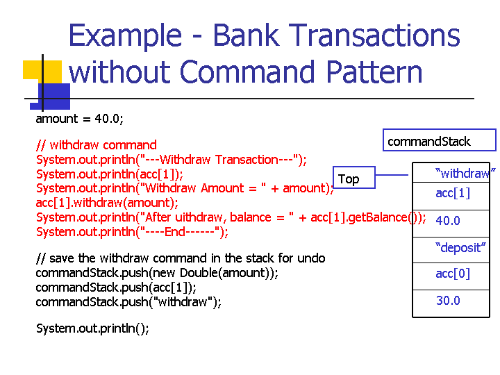 Example - Bank Transactions
without Command Pattern
amount = 40.0;
// withdraw command
System.out.println("---Withdraw Transaction---");
System.out.println(acc[1]);
System.out.println("Withdraw Amount = " + amount);
acc[1].withdraw(amount);
System.out.println("After uithdraw, balance = " + acc[1].getBalance());
System.out.println("----End------");
// save the withdraw command in the stack for undo
commandStack.push(new Double(amount));
commandStack.push(acc[1]);
commandStack.push("withdraw");
System.out.println();
commandStack
Top
"withdraw"
acc[1]
40.0
"deposit"
acc[0]
30.0